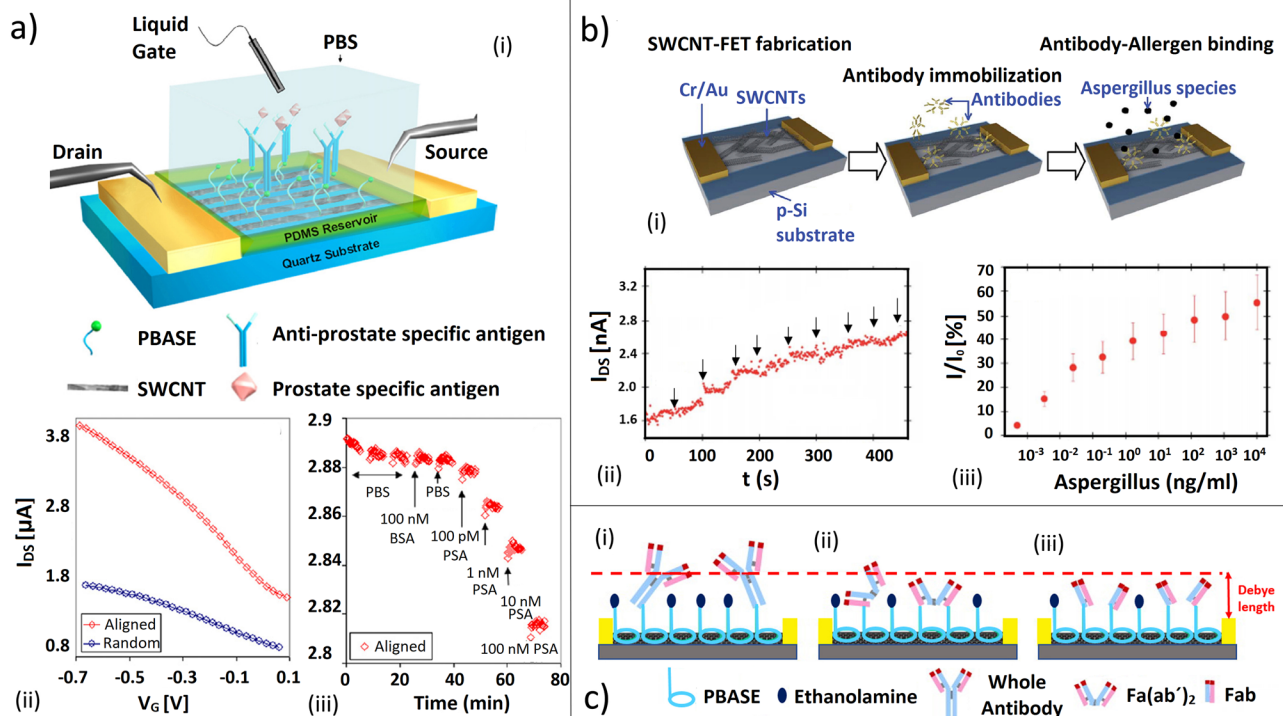 a)
Liquid
Gate
PBS
(i)
Drain
Source
PDMS Reservoir
Quartz Substrate
PBASE
Anti-prostate specific antigen
SWCNT
Prostate specific antigen
3.8
2.8
1.8
0.8
IDS [µA]
Aligned
Random
-0.7
-0.5
-0.3
-0.1
0.1
(ii)
VG [V]
2.9
2.88
2.86
2.84
2.82
2.8
PBS
PBS
100 nM
BSA
100 pM
PSA
1 nM
PSA
10 nM
PSA
100 nM PSA
Aligned
0
20
40
60
80
(iii)
Time (min)
b)
SWCNT-FET fabrication
Antibody-Allergen binding
Antibody immobilization
Cr/Au
SWCNTs
Antibodies
Aspergillus species
p-Si
substrate
(i)
3.2
2.8
2.4
2.0
1.6
IDS [nA]
0
100
200
300
400
(ii)
t (s)
70
60
50
40
30
20
10
0
I/I0 [%]
10-3
10-2
10-1
100
101
102
103
104
(iii)
Aspergillus (ng/ml)
(i)
(ii)
(iii)
Debye
length
c)
PBASE
Ethanolamine
Whole
Antibody
Fa(ab´)2
Fab